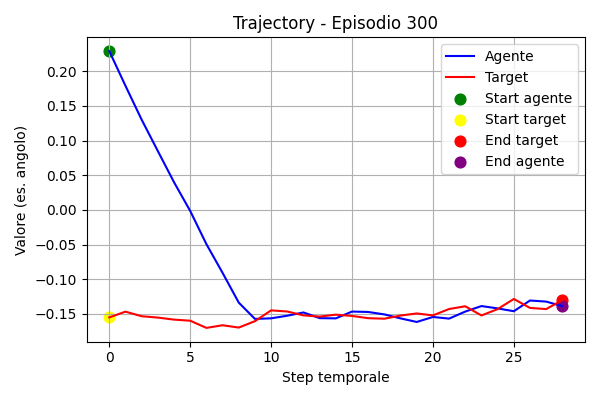 Trajectory - Episodio 300
Valore (es. angolo)
0.20
0.15
0.10
0.05
0.00
−0.05
−0.10
−0.15
0
5
10
15
20
25
Step temporale
Agente
Target
Start agente
Start target
End target
End agente